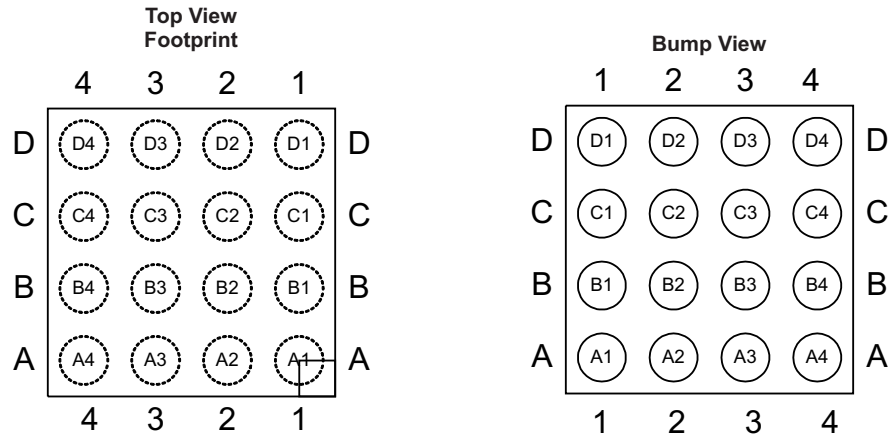 Top View
Footprint
4 3 2 1
D D4 D3 D2 D1 D
C C4 C3 C2 C1 C
B B4 B3 B2 B1 B
A A4 A3 A2 A1 A
4 3 2 1
Bump View
1 2 3 4
D D1 D2 D3 D4 D
C C1 C2 C3 C4 C
B B1 B2 B3 B4 B
A A1 A2 A3 A4 A
1 2 3 4